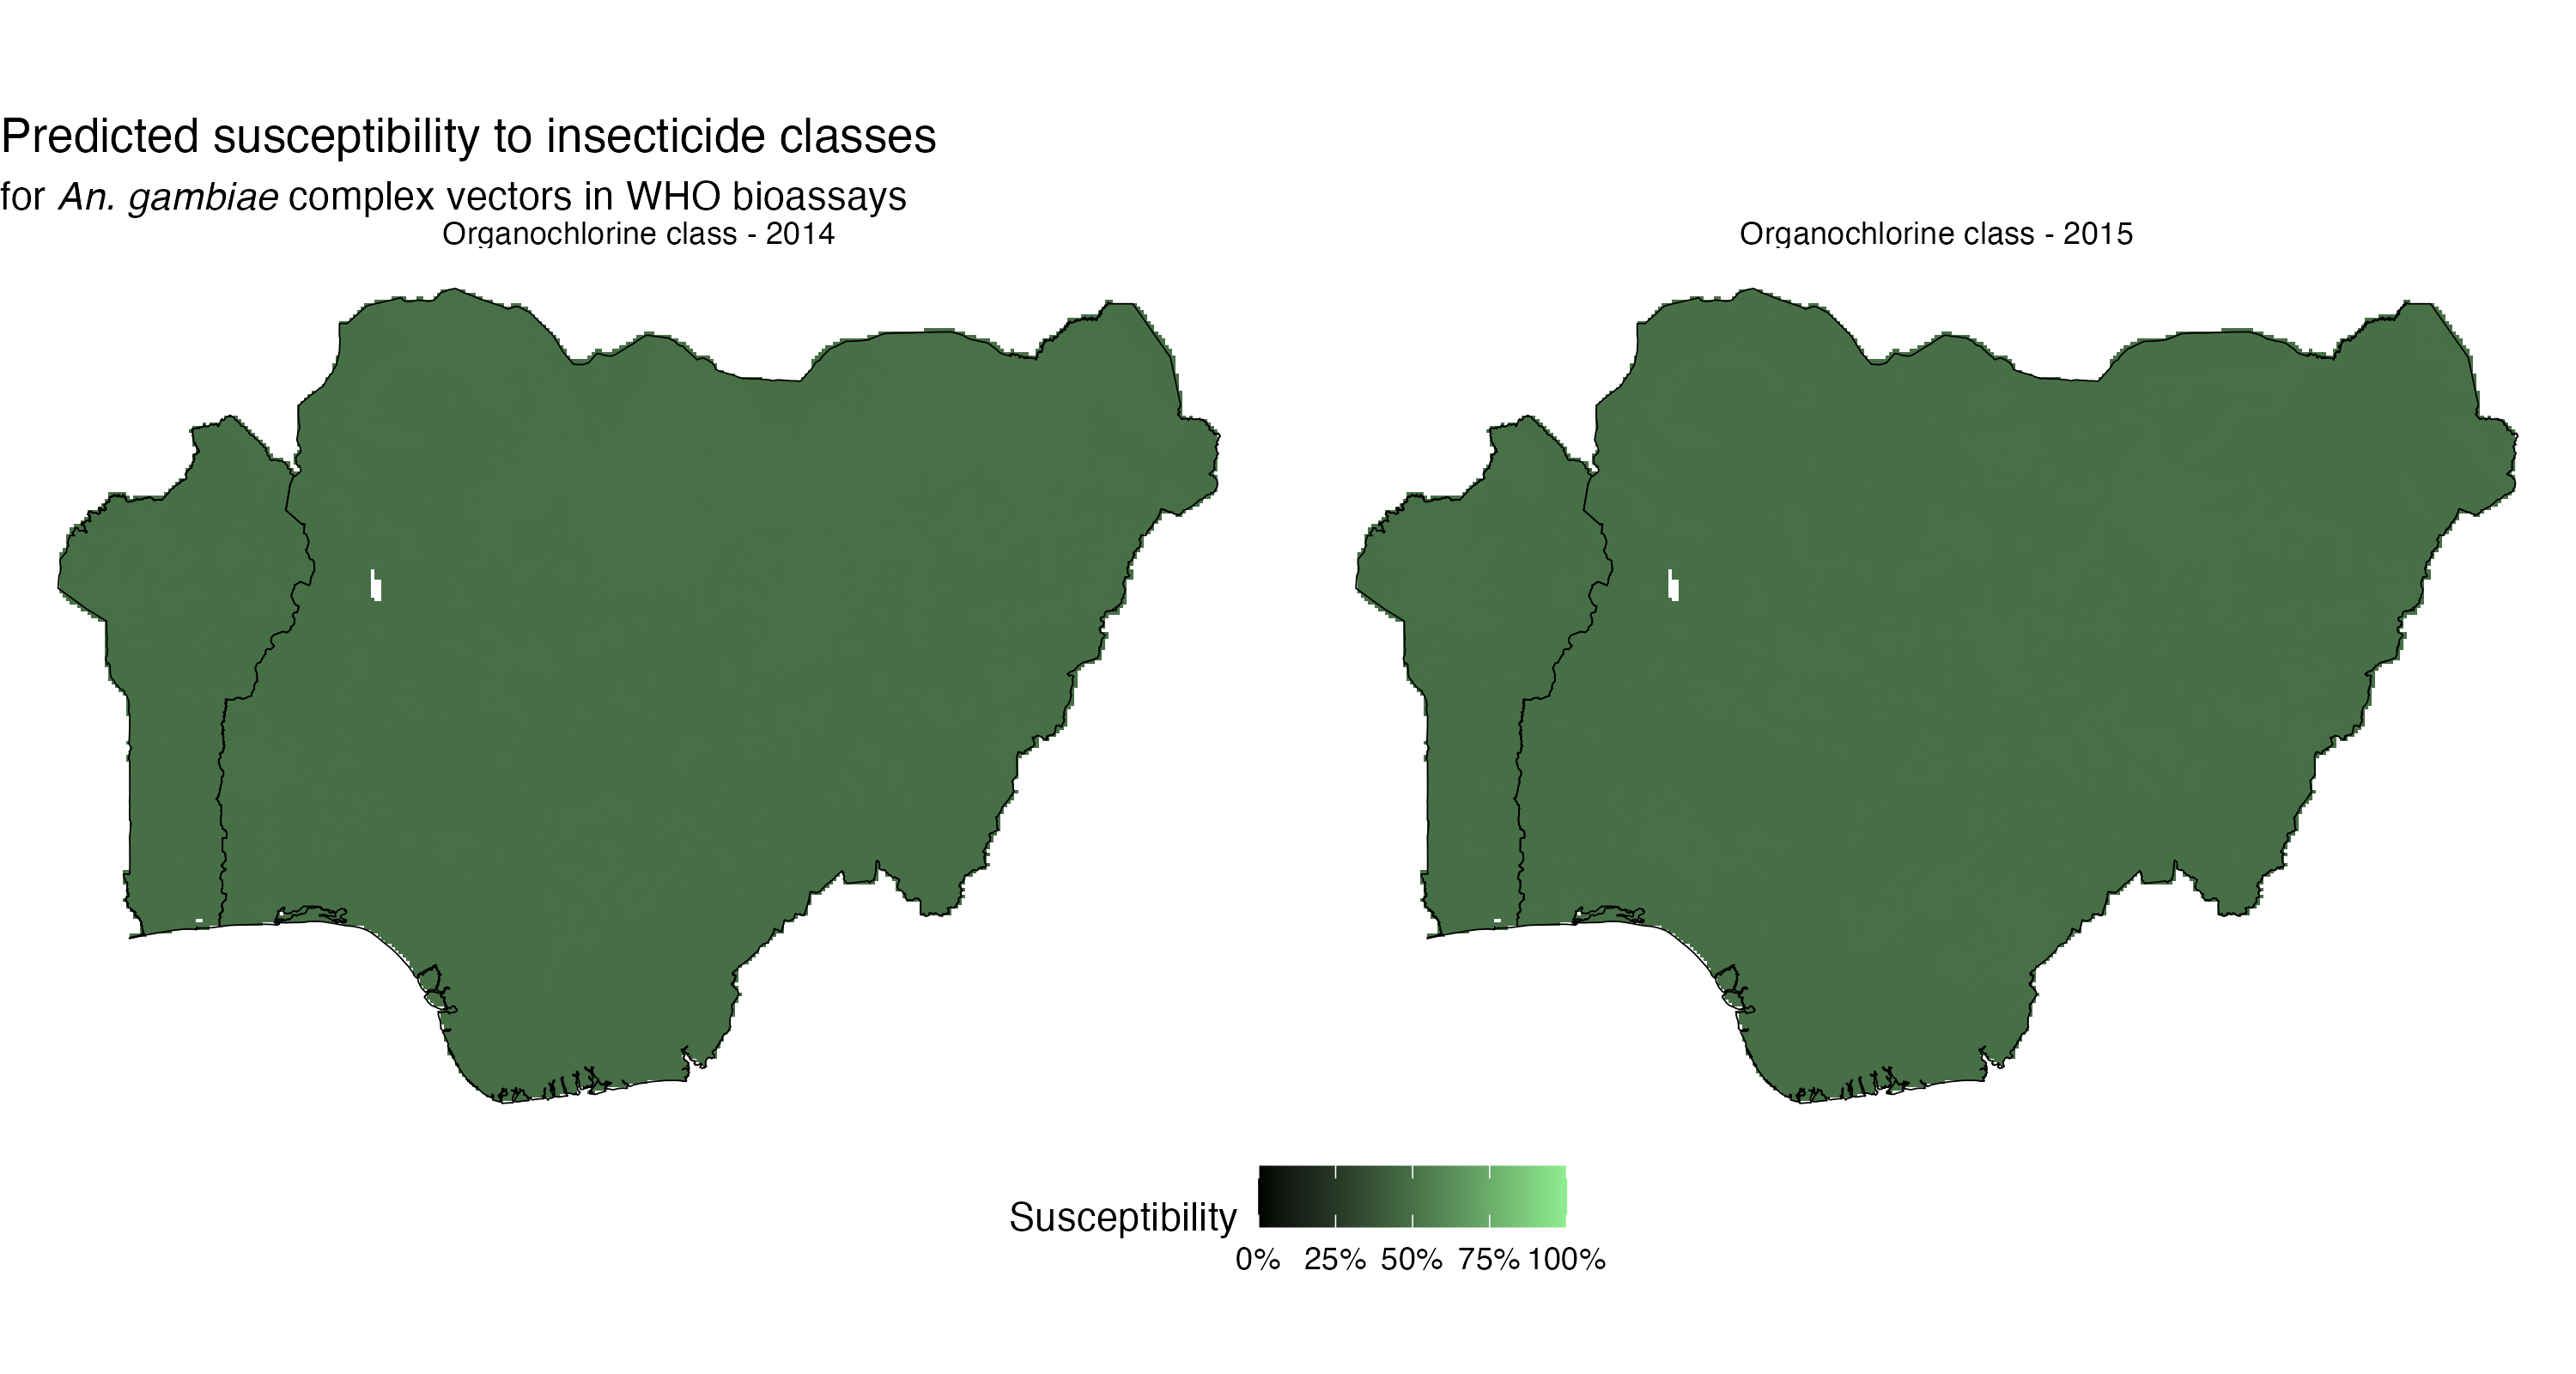 Predicted susceptibility to insecticide classes
for An. gambiae complex vectors in WHO bioassays
Organochlorine class - 2014
Organochlorine class - 2015
Susceptibility
0% 25% 50% 75% 100%